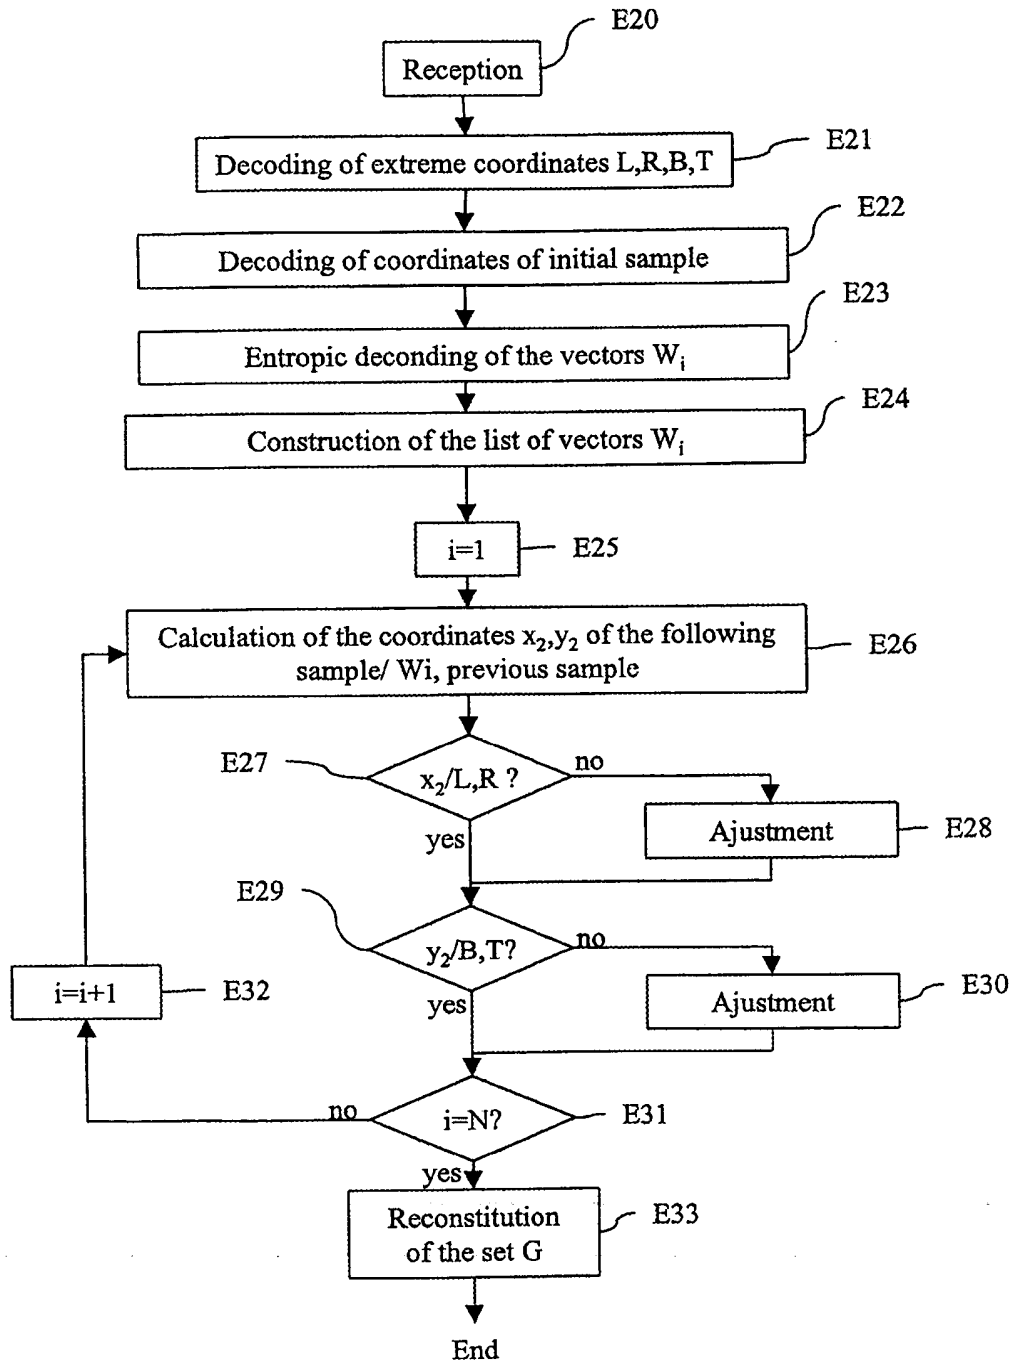 E20
Reception
E21
Decoding of extreme coordinates L,R,B,T
E22
Decoding of coordinates of initial sample
E23
Entropic deconding of the vectors Wᵢ
E24
Construction of the list of vectors Wᵢ
i=1
E25
Calculation of the coordinates x₂,y₂ of the following
sample/ Wi, previous sample
E26
E27
x₂/L,R ?
no
yes
Ajustment
E28
E29
y₂/B,T?
no
yes
Ajustment
E30
i=i+1
E32
no
i=N?
E31
yes
Reconstitution
of the set G
E33
End